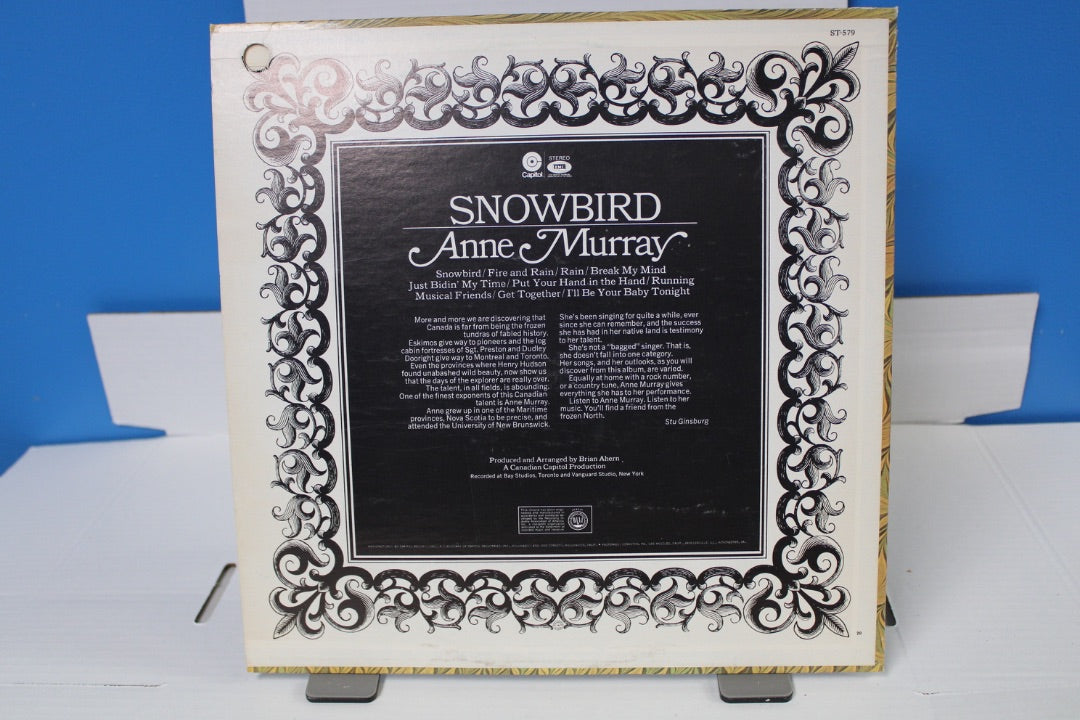 ST-579
Capitol
STEREO
EMI
SNOWBIRD
Anne Murray
Snowbird/Fire and Rain/Rain/Break My Mind
Just Bidin' My Time/Put Your Hand in the Hand/Running
Musical Friends/Get Together/I'll Be Your Baby Tonight
More and more we are discovering that
Canada is far from being the frozen
tundras of fabled history.
Eskimos give way to pioneers and the log
cabin fortresses of Sgt. Preston and Dudley
Dooright give way to Montreal and Toronto.
Even the provinces where Henry Hudson
found unabashed wild beauty, now show us
that the days of the explorer are really over.
The talent, in all fields, is abounding.
One of the finest exponents of this Canadian
talent is Anne Murray.
Anne grew up in one of the Maritime
provinces, Nova Scotia to be precise, and
attended the University of New Brunswick.
She's been singing for quite a while, ever
since she can remember, and the success
she has had in her native land is testimony
to her talent.
She's not a "bagged" singer. That is,
she doesn't fall into one category.
Her songs, and her outlooks, as you will
discover from this album, are varied.
Equally at home with a rock number,
or a country tune, Anne Murray gives
everything she has to her performance.
Listen to Anne Murray. Listen to her
music. You'll find a friend from the
frozen North.
Stu Ginsburg
Produced and Arranged by Brian Ahern
A Canadian Capitol Production
Recorded at Bay Studios, Toronto and Vanguard Studio, New York
20